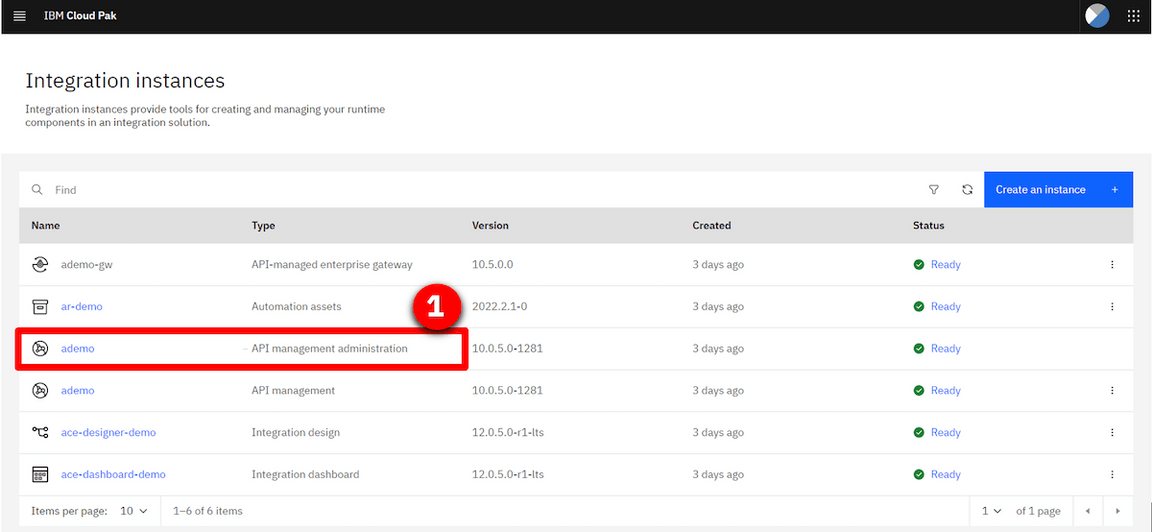 IBM Cloud Pak
Integration instances
Integration instances provide tools for creating and managing your runtime
components in an integration solution.
Find
Create an instance +
Name Type Version Created Status
ademo-gw API-managed enterprise gateway 10.5.0.0 3 days ago Ready
ar-demo Automation assets 2022.2.1-0 3 days ago Ready
1
ademo API management administration 10.0.5.0-1281 3 days ago Ready
ademo API management 10.0.5.0-1281 3 days ago Ready
ace-designer-demo Integration design 12.0.5.0-r1-lts 3 days ago Ready
ace-dashboard-demo Integration dashboard 12.0.5.0-r1-lts 3 days ago Ready
Items per page: 10 1–6 of 6 items 1 of 1 page